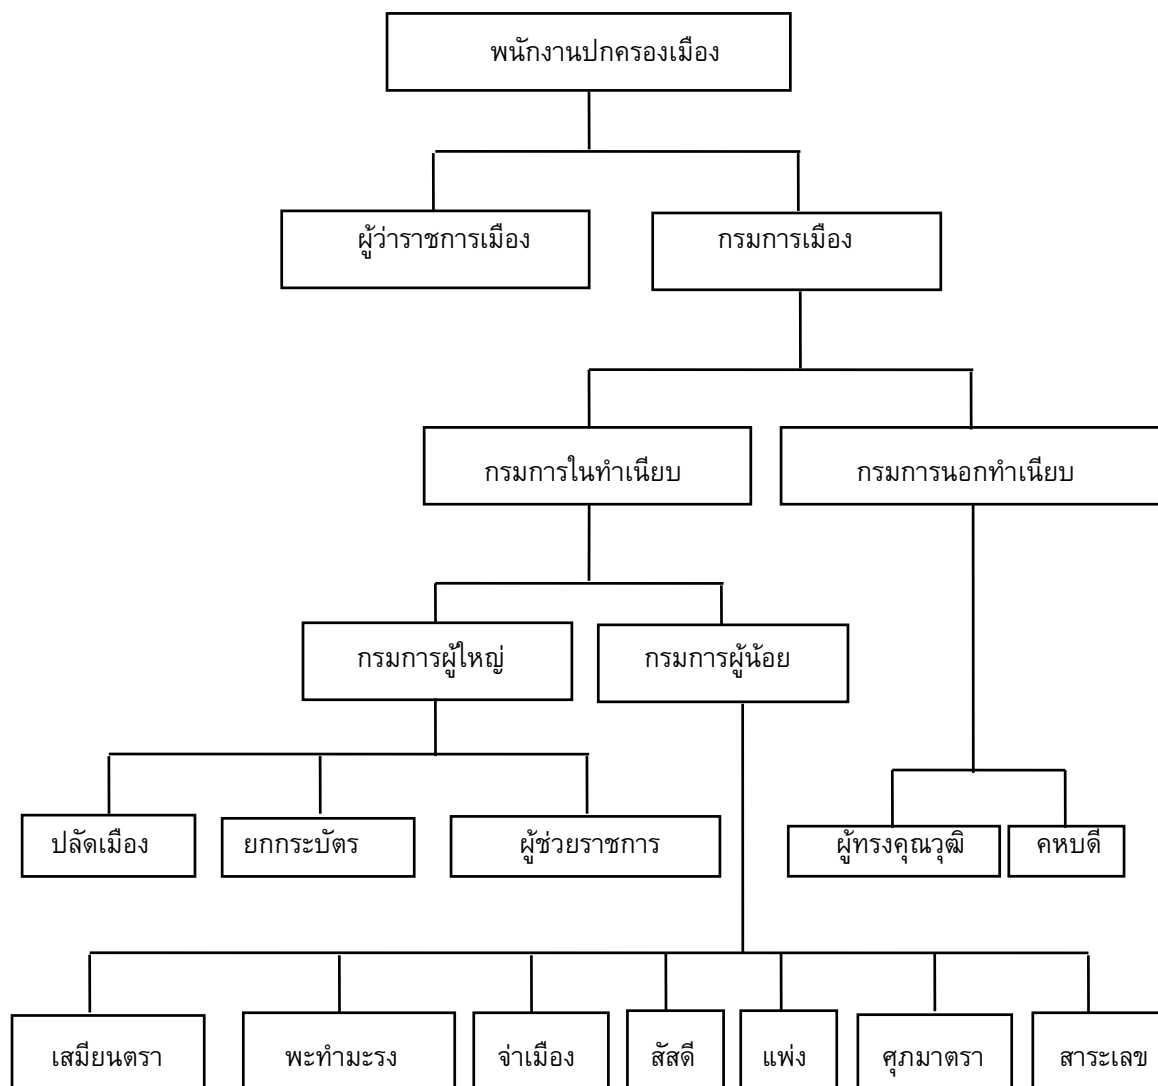 พนักงานปกครองเมือง
ผู้ว่าราชการเมือง
กรมการเมือง
กรมการในทำเนียบ
กรมการนอกทำเนียบ
กรมการผู้ใหญ่
กรมการผู้น้อย
ปลัดเมือง
ยกกระบัตร
ผู้ช่วยราชการ
ผู้ทรงคุณวุฒิ
คหบดี
เสมียนตรา
พะทำมะรง
จ่าเมือง
สัสดี
แพ่ง
ศุภมาตรา
สาระเลข